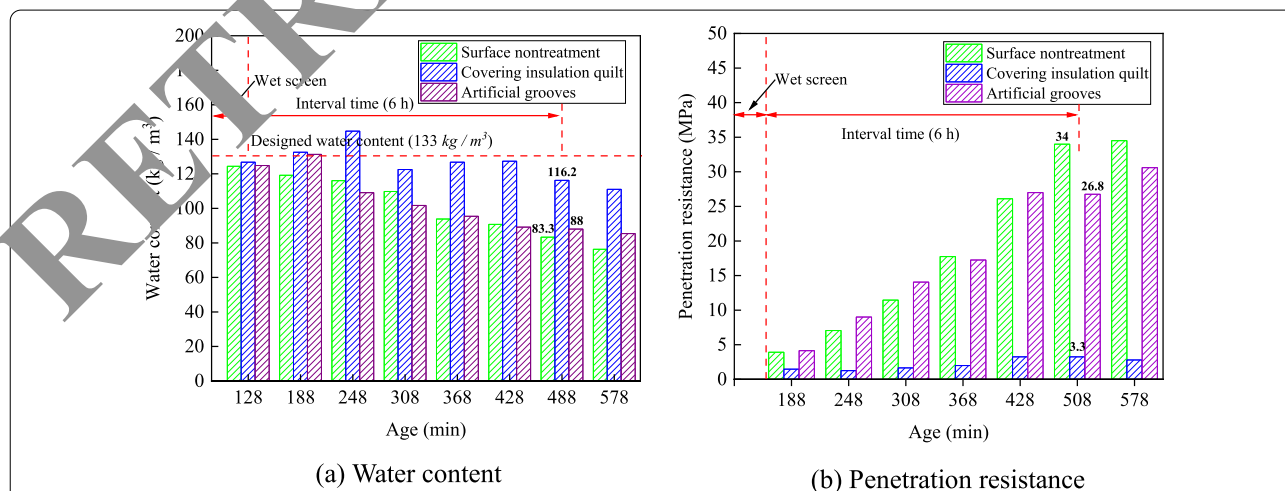 RETR
200
180
160
140
120
100
80
60
40
20
0
Surface nontreatment
Covering insulation quilt
Artificial grooves
Wet screen
Interval time (6 h)
Designed water content (133 kg / m³)
116.2
83.3
88
128 188 248 308 368 428 488 578
Age (min)
(a) Water content
50
45
40
35
30
25
20
15
10
5
0
Penetration resistance (MPa)
Surface nontreatment
Covering insulation quilt
Artificial grooves
Wet screen
Interval time (6 h)
34
26.8
3.3
188 248 308 368 428 508 578
Age (min)
(b) Penetration resistance